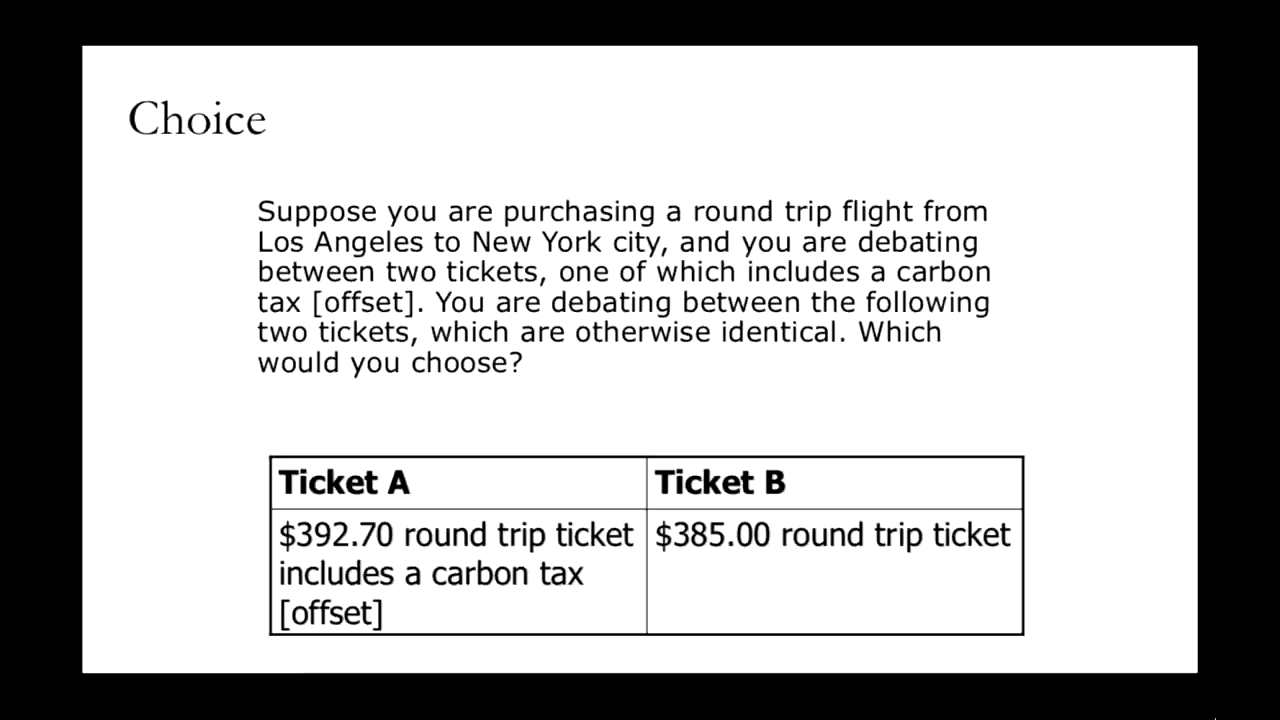 Choice
Suppose you are purchasing a round trip flight from
Los Angeles to New York city, and you are debating
between two tickets, one of which includes a carbon
tax [offset]. You are debating between the following
two tickets, which are otherwise identical. Which
would you choose?
Ticket A
Ticket B
$392.70 round trip ticket
includes a carbon tax
[offset]
$385.00 round trip ticket